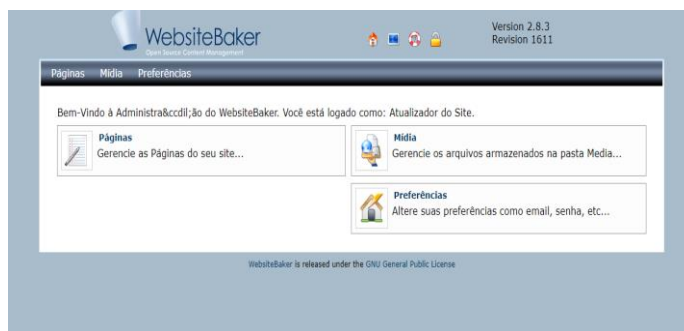 WebsiteBaker
Open Source Content Management
Version 2.8.3
Revision 1611
Páginas Mídia Preferências
Bem-Vindo à Administra&ccdil;ão do WebsiteBaker. Você está logado como: Atualizador do Site.
Páginas
Gerencie as Páginas do seu site...
Mídia
Gerencie os arquivos armazenados na pasta Media...
Preferências
Altere suas preferências como email, senha, etc...
WebsiteBaker is released under the GNU General Public License